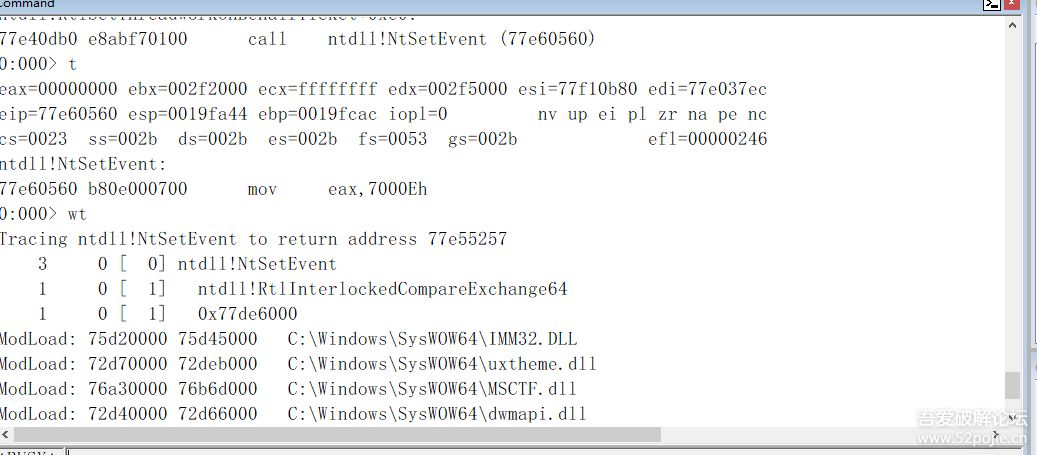 Command
ntdll!RtlSetThreadWorkOnBehalfTicket+0xc0:
77e40db0 e8abf70100 call ntdll!NtSetEvent (77e60560)
0:000> t
eax=00000000 ebx=002f2000 ecx=ffffffff edx=002f5000 esi=77f10b80 edi=77e037ec
eip=77e60560 esp=0019fa44 ebp=0019fcac iopl=0 nv up ei pl zr na pe nc
cs=0023 ss=002b ds=002b es=002b fs=0053 gs=002b efl=00000246
ntdll!NtSetEvent:
77e60560 b80e000700 mov eax,7000Eh
0:000> wt
Tracing ntdll!NtSetEvent to return address 77e55257
3 0 [ 0] ntdll!NtSetEvent
1 0 [ 1] ntdll!RtlInterlockedCompareExchange64
1 0 [ 1] 0x77de6000
ModLoad: 75d20000 75d45000 C:\Windows\SysWOW64\IMM32.DLL
ModLoad: 72d70000 72deb000 C:\Windows\SysWOW64\uxtheme.dll
ModLoad: 76a30000 76b6d000 C:\Windows\SysWOW64\MSCTF.dll
ModLoad: 72d40000 72d66000 C:\Windows\SysWOW64\dwmapi.dll
吾爱破解论坛
www.52pojie.cn
*BUSY*